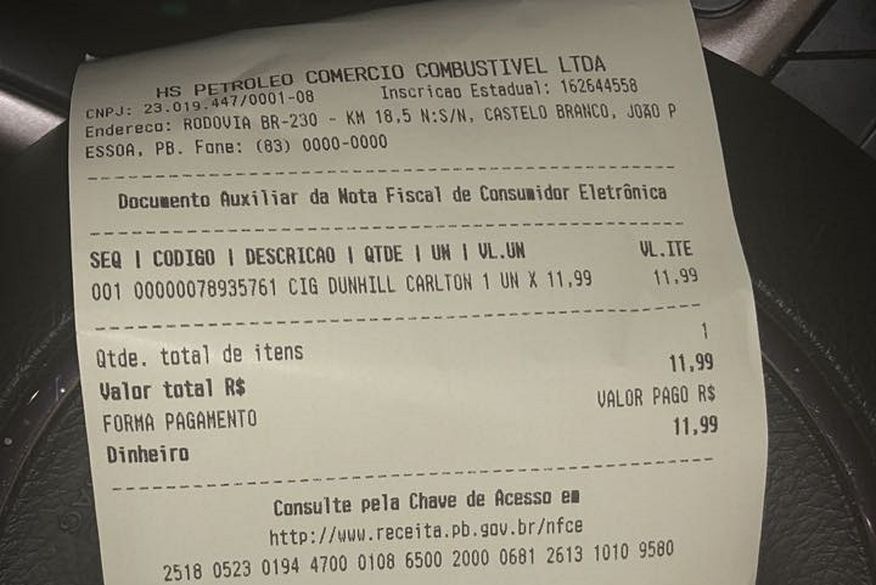 HS PETROLEO COMERCIO COMBUSTIVEL LTDA
CNPJ: 23.019.447/0001-08 Inscricao Estadual: 162644558
Endereco: RODOVIA BR-230 - KM 18,5 N:S/N, CASTELO BRANCO, JOÃO P
ESSOA, PB. Fone: (83) 0000-0000
Documento Auxiliar da Nota Fiscal de Consumidor Eletrônica
SEQ | CODIGO | DESCRICAO | QTDE | UN | VL.UN VL.ITE
001 00000078935761 CIG DUNHILL CARLTON 1 UN X 11,99 11,99
Qtde. total de itens 1
Valor total R$ 11,99
FORMA PAGAMENTO VALOR PAGO R$
Dinheiro 11,99
Consulte pela Chave de Acesso em
http://www.receita.pb.gov.br/nfce
2518 0523 0194 4700 0108 6500 2000 0681 2613 1010 9580